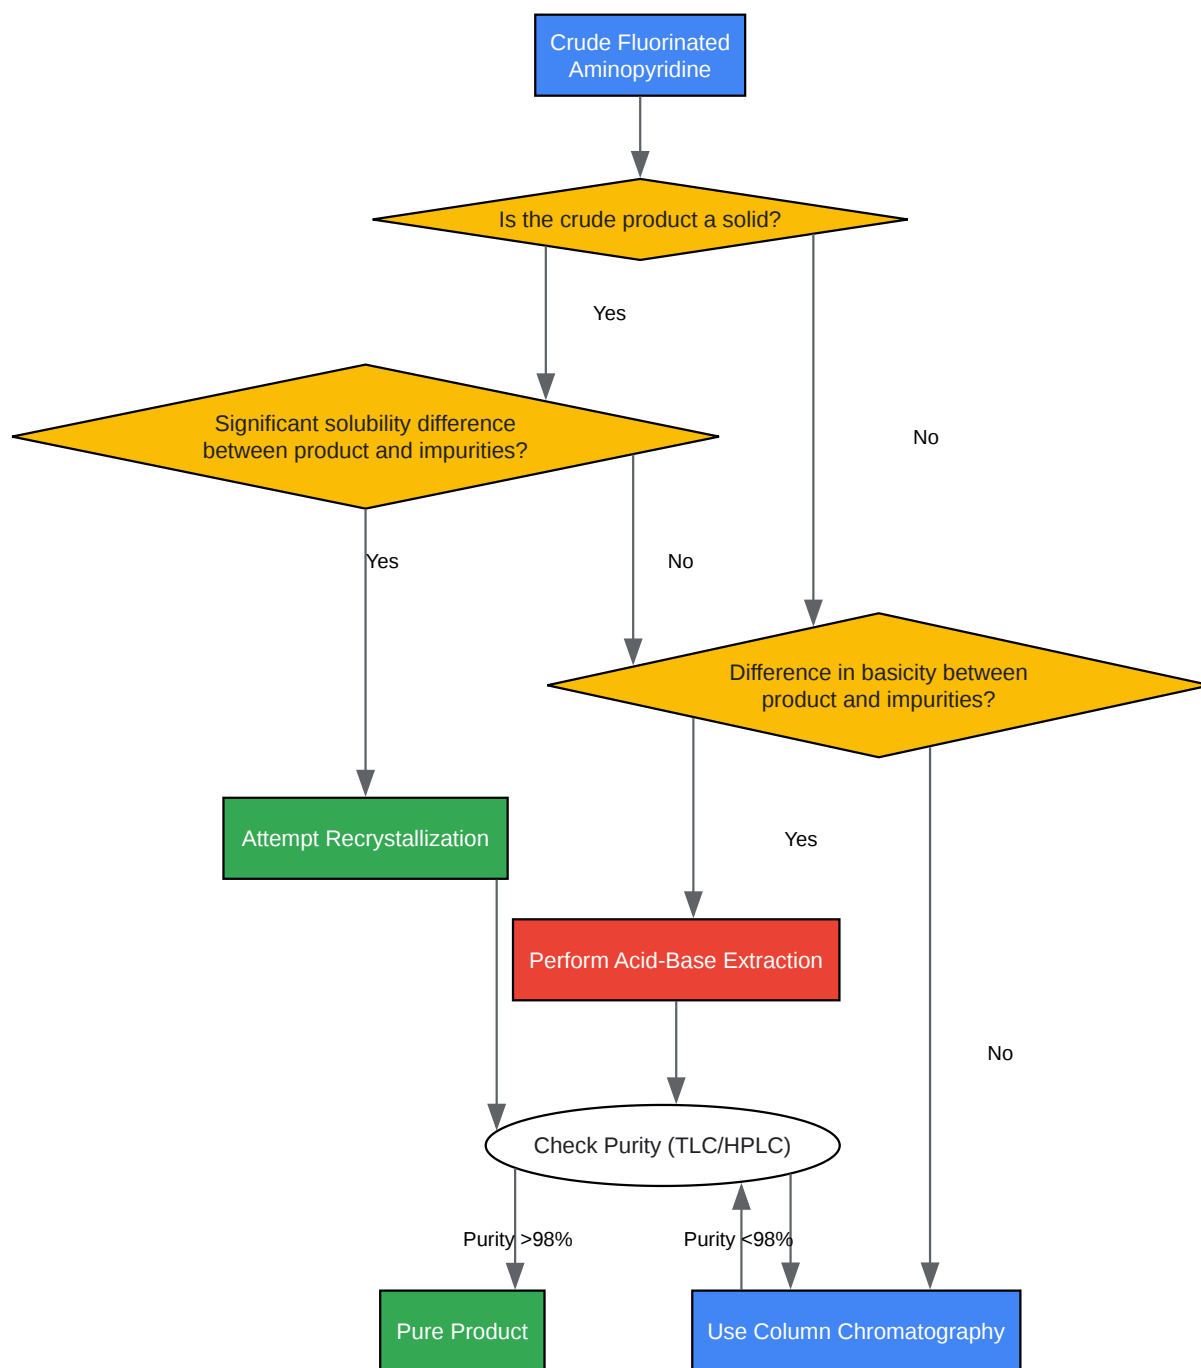 Crude Fluorinated
Aminopyridine
Is the crude product a solid?
Yes
Significant solubility difference
between product and impurities?
No
Yes
No
Difference in basicity between
product and impurities?
Attempt Recrystallization
Yes
Perform Acid-Base Extraction
No
Check Purity (TLC/HPLC)
Purity >98%
Purity <98%
Pure Product
Use Column Chromatography